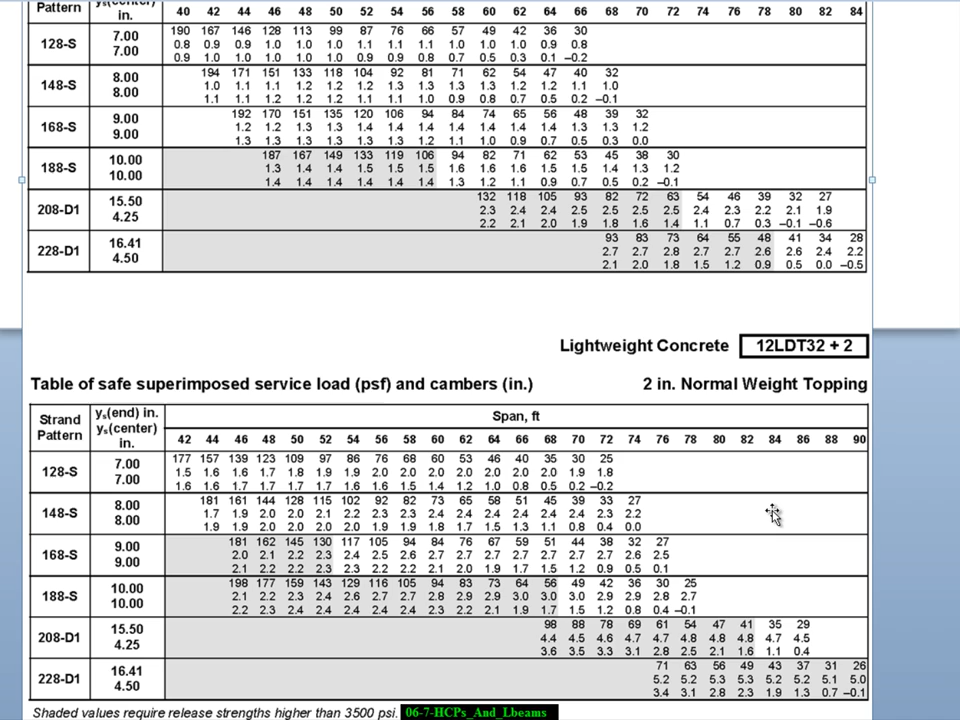 Pattern ys(center) in. 40 42 44 46 48 50 52 54 56 58 60 62 64 66 68 70 72 74 76 78 80 82 84
128-S 7.00 7.00
190 167 146 128 113 99 87 76 66 57 49 42 36 30
0.8 0.9 0.9 1.0 1.0 1.0 1.1 1.1 1.1 1.0 1.0 1.0 0.9 0.8
0.9 1.0 1.0 1.0 1.0 1.0 0.9 0.9 0.8 0.7 0.5 0.3 0.1 –0.2
148-S 8.00 8.00
194 171 151 133 118 104 92 81 71 62 54 47 40 32
1.0 1.1 1.1 1.2 1.2 1.2 1.3 1.3 1.3 1.3 1.2 1.2 1.1 1.0
1.1 1.1 1.2 1.2 1.2 1.1 1.1 1.0 0.9 0.8 0.7 0.5 0.2 –0.1
168-S 9.00 9.00
192 170 151 135 120 106 94 84 74 65 56 48 39 32
1.2 1.2 1.3 1.3 1.4 1.4 1.4 1.4 1.4 1.4 1.4 1.3 1.3 1.2
1.3 1.3 1.3 1.3 1.3 1.3 1.2 1.1 1.0 0.9 0.7 0.5 0.3 0.0
188-S 10.00 10.00
187 167 149 133 119 106 94 82 71 62 53 45 38 30
1.3 1.4 1.4 1.5 1.5 1.5 1.6 1.6 1.6 1.5 1.5 1.4 1.3 1.2
1.4 1.4 1.4 1.4 1.4 1.4 1.3 1.2 1.1 0.9 0.7 0.5 0.2 –0.1
208-D1 15.50 4.25
132 118 105 93 82 72 63 54 46 39 32 27
2.3 2.4 2.4 2.5 2.5 2.5 2.5 2.4 2.3 2.2 2.1 1.9
2.2 2.1 2.0 1.9 1.8 1.6 1.4 1.1 0.7 0.3 –0.1 –0.6
228-D1 16.41 4.50
93 83 73 64 55 48 41 34 28
2.7 2.7 2.8 2.7 2.7 2.6 2.6 2.4 2.2
2.1 2.0 1.8 1.5 1.2 0.9 0.5 0.0 –0.5
Lightweight Concrete 12LDT32 + 2
Table of safe superimposed service load (psf) and cambers (in.) 2 in. Normal Weight Topping
Strand Pattern ys(end) in. ys(center) in. Span, ft
42 44 46 48 50 52 54 56 58 60 62 64 66 68 70 72 74 76 78 80 82 84 86 88 90
128-S 7.00 7.00
177 157 139 123 109 97 86 76 68 60 53 46 40 35 30 25
1.5 1.6 1.6 1.7 1.8 1.9 1.9 2.0 2.0 2.0 2.0 2.0 2.0 2.0 1.9 1.8
1.6 1.6 1.7 1.7 1.7 1.7 1.6 1.6 1.5 1.4 1.2 1.0 0.8 0.5 0.2 –0.2
148-S 8.00 8.00
181 161 144 128 115 102 92 82 73 65 58 51 45 39 33 27
1.7 1.9 2.0 2.0 2.1 2.2 2.3 2.3 2.4 2.4 2.4 2.4 2.4 2.4 2.3 2.2
1.9 1.9 2.0 2.0 2.0 2.0 1.9 1.9 1.8 1.7 1.5 1.3 1.1 0.8 0.4 0.0
168-S 9.00 9.00
181 162 145 130 117 105 94 84 76 67 59 51 44 38 32 27
2.0 2.1 2.2 2.3 2.4 2.5 2.6 2.7 2.7 2.7 2.7 2.7 2.7 2.7 2.6 2.5
2.1 2.2 2.2 2.3 2.3 2.2 2.2 2.1 2.0 1.9 1.7 1.5 1.2 0.9 0.5 0.1
188-S 10.00 10.00
198 177 159 143 129 116 105 94 83 73 64 56 49 42 36 30 25
2.1 2.2 2.3 2.4 2.6 2.7 2.7 2.8 2.9 2.9 3.0 3.0 3.0 2.9 2.9 2.8 2.7
2.2 2.3 2.4 2.4 2.4 2.4 2.4 2.3 2.2 2.1 1.9 1.7 1.5 1.2 0.8 0.4 –0.1
208-D1 15.50 4.25
98 88 78 69 61 54 47 41 35 29
4.4 4.5 4.6 4.7 4.7 4.8 4.8 4.8 4.7 4.5
3.6 3.5 3.3 3.1 2.8 2.5 2.1 1.6 1.1 0.4
228-D1 16.41 4.50
71 63 56 49 43 37 31 26
5.2 5.2 5.3 5.3 5.2 5.2 5.1 5.0
3.4 3.1 2.8 2.3 1.9 1.3 0.7 –0.1
Shaded values require release strengths higher than 3500 psi. 06-7-HCPs_And_Lbeams